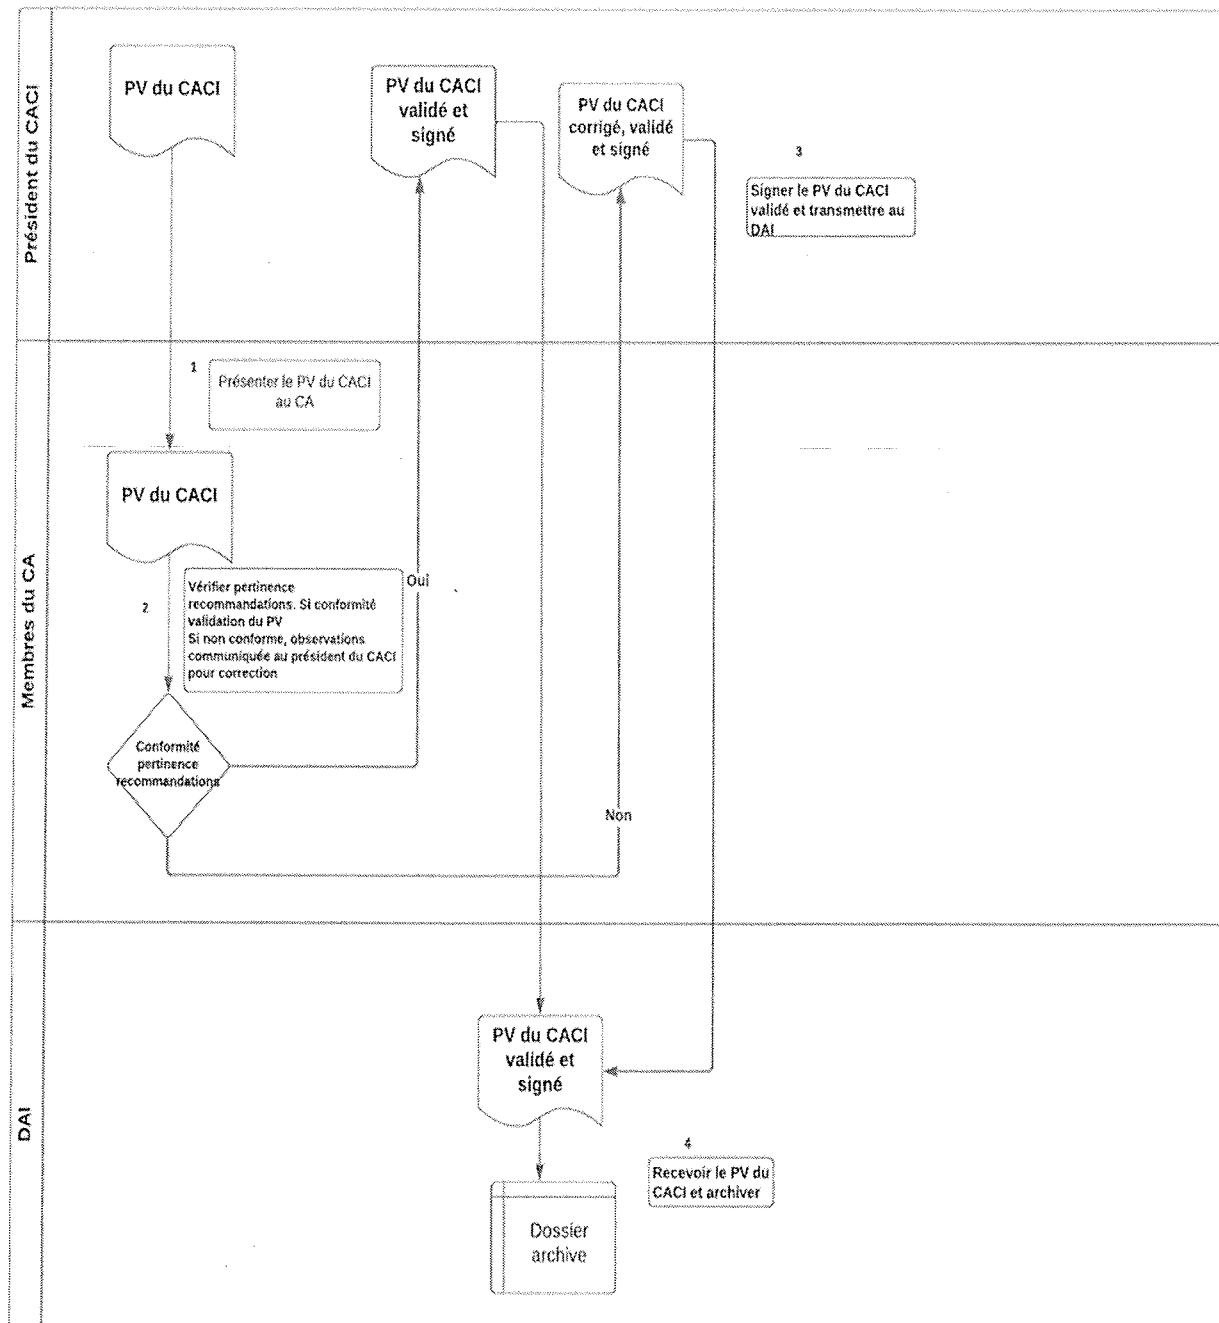 Président du CACI
PV du CACI
PV du CACI
validé et
signé
PV du CACI
corrigé, validé
et signé
3
Signer le PV du CACI
validé et transmettre au
DAI
Membres du CA
1
Présenter le PV du CACI
au CA
PV du CACI
2
Vérifier pertinence
recommandations. Si conformité
validation du PV
Si non conforme, observations
communiquée au président du CACI
pour correction
Oui
Conformité
pertinence
recommandations
Non
DAI
PV du CACI
validé et
signé
4
Recevoir le PV du
CACI et archiver
Dossier
archive